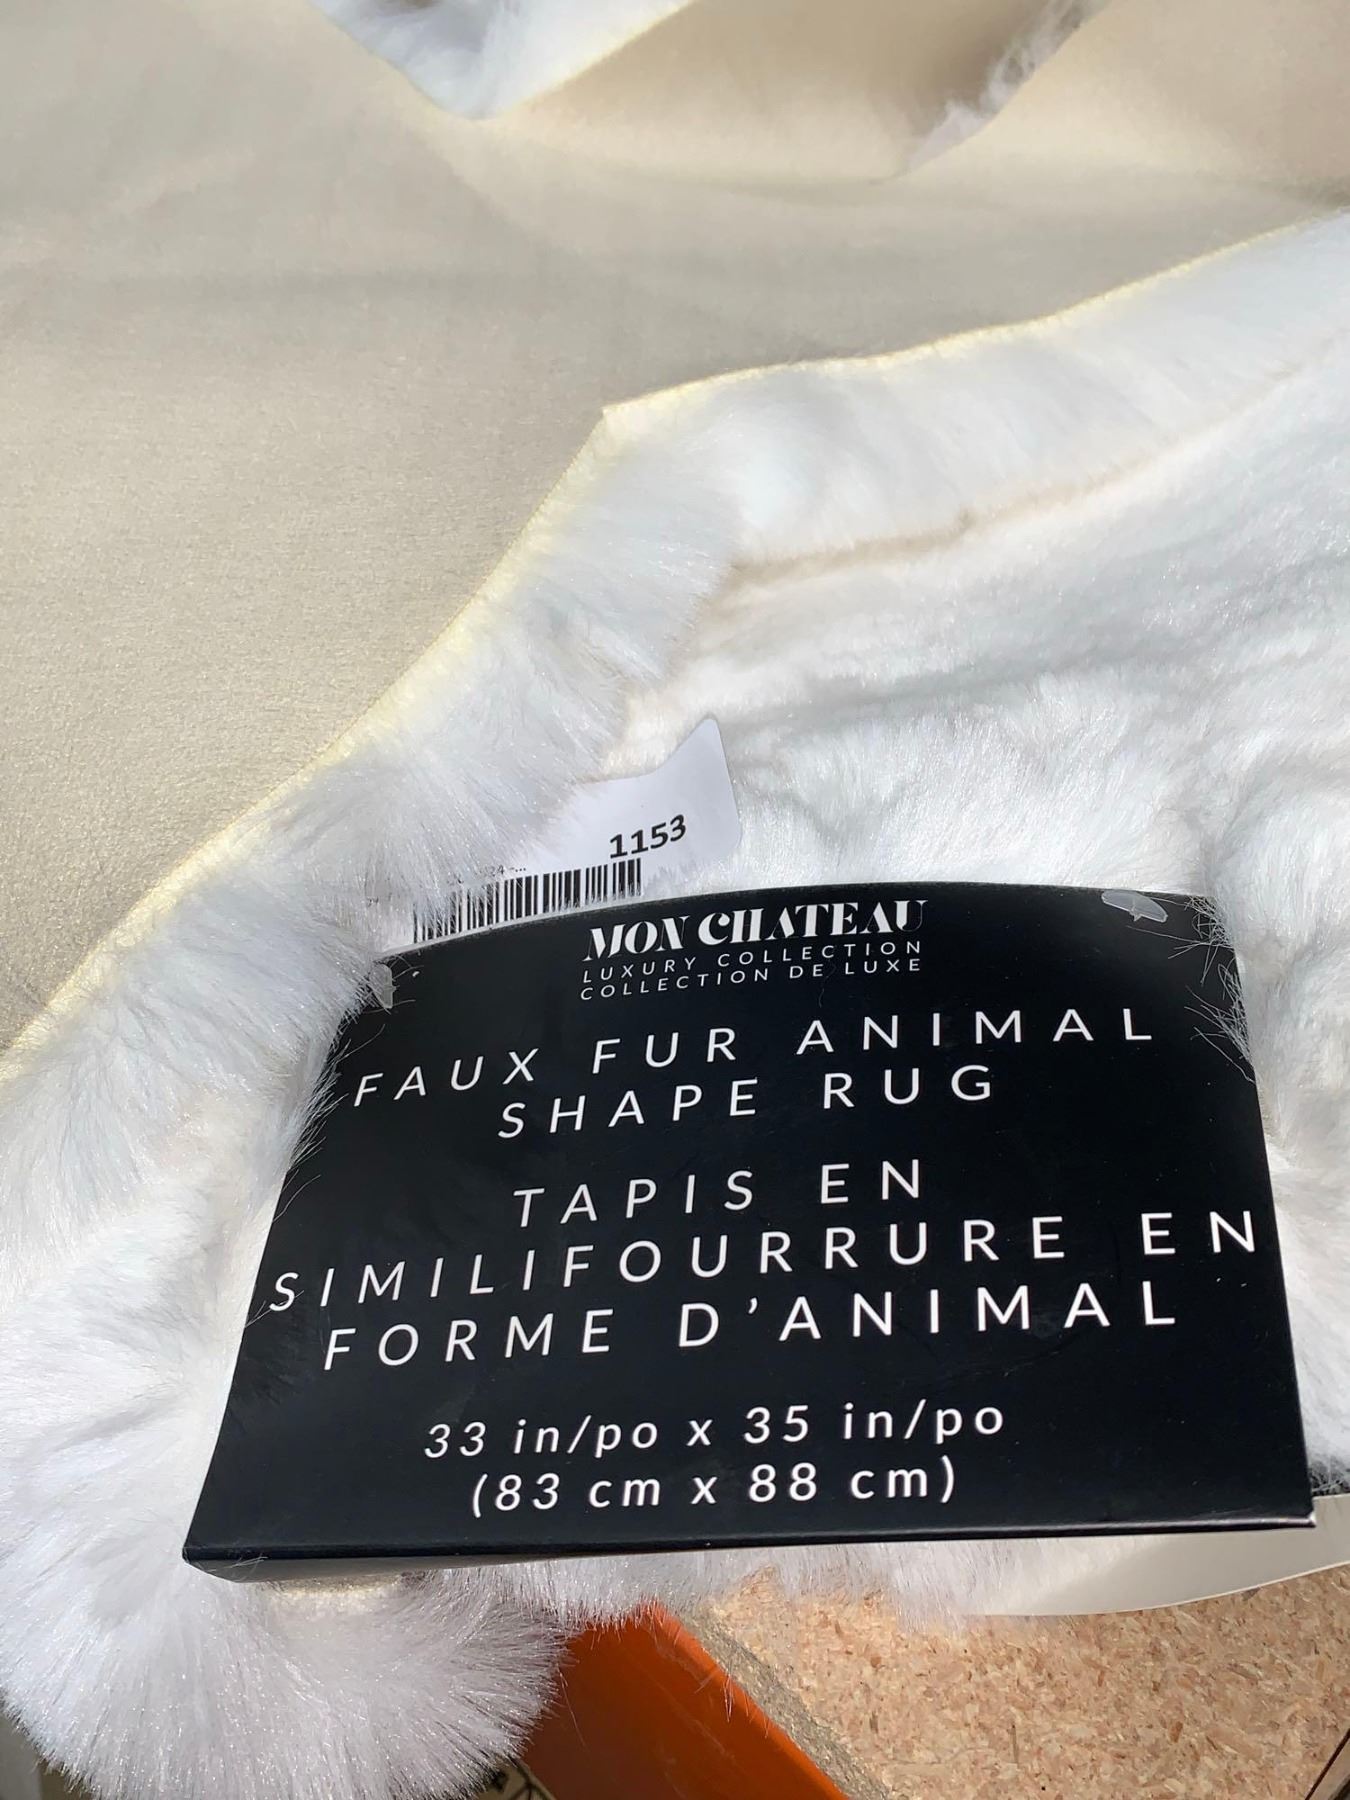 1153
MON CHATEAU
LUXURY COLLECTION
COLLECTION DE LUXE
FAUX FUR ANIMAL
SHAPE RUG
TAPIS EN
SIMILIFOURRURE EN
FORME D'ANIMAL
33 in/po x 35 in/po
(83 cm x 88 cm)